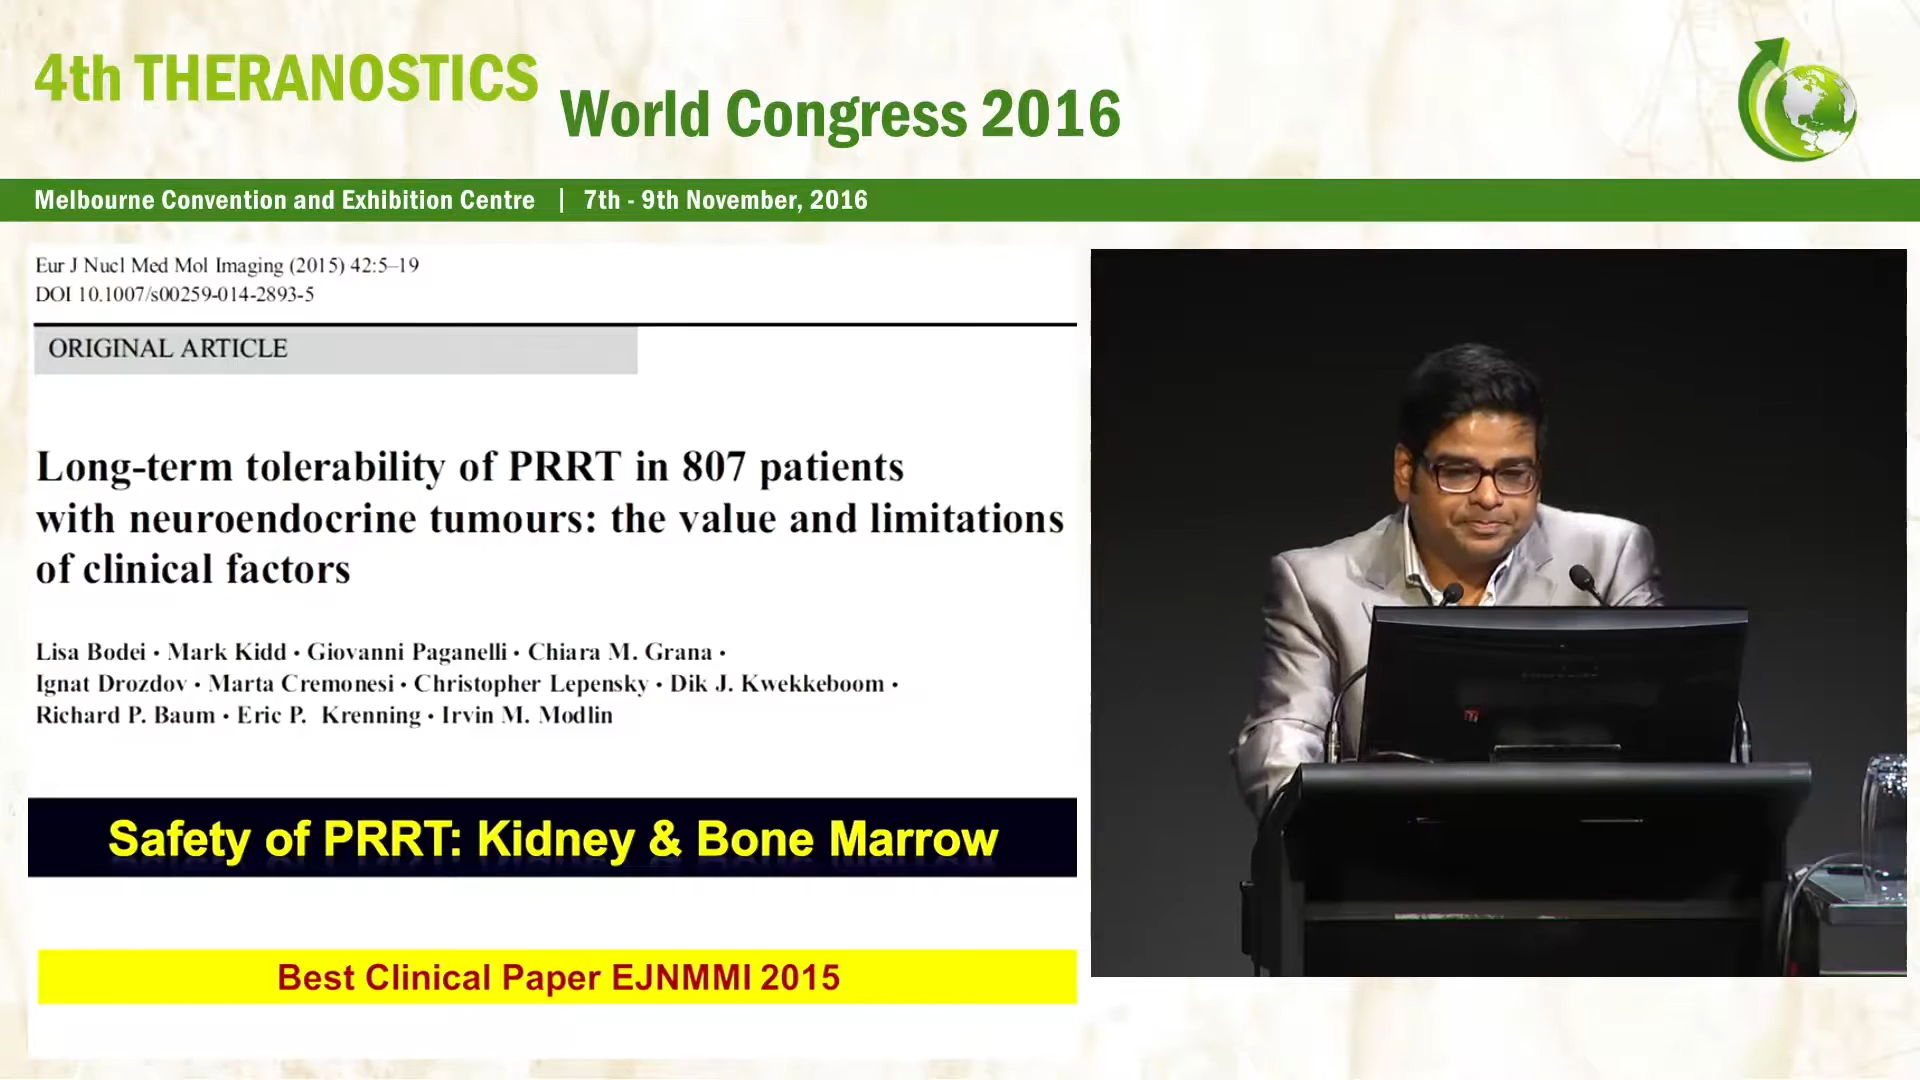 4th THERANOSTICS
World Congress 2016
Melbourne Convention and Exhibition Centre | 7th - 9th November, 2016
Eur J Nucl Med Mol Imaging (2015) 42:5–19
DOI 10.1007/s00259-014-2893-5
ORIGINAL ARTICLE
Long-term tolerability of PRRT in 807 patients
with neuroendocrine tumours: the value and limitations
of clinical factors
Lisa Bodei · Mark Kidd · Giovanni Paganelli · Chiara M. Grana ·
Ignat Drozdov · Marta Cremonesi · Christopher Lepensky · Dik J. Kwekkeboom ·
Richard P. Baum · Eric P. Krenning · Irvin M. Modlin
Safety of PRRT: Kidney & Bone Marrow
Best Clinical Paper EJNMMI 2015